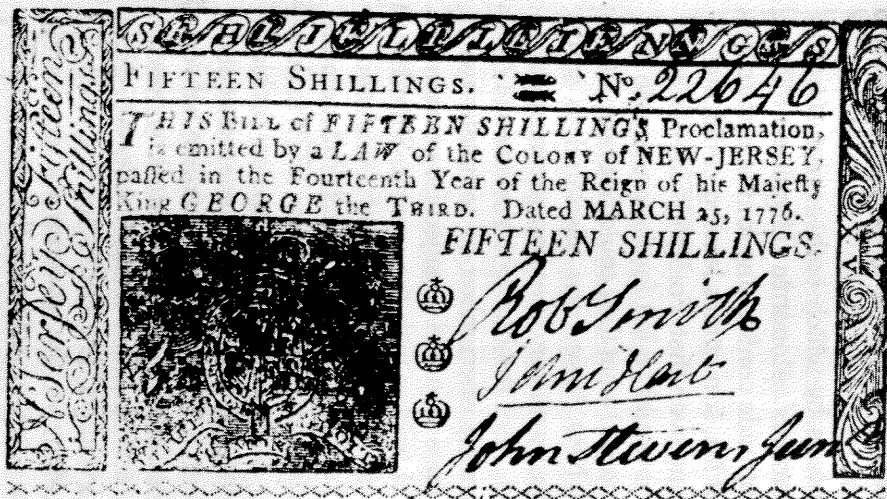 SHILLING
FIFTEEN SHILLINGS. No. 22646
THIS BILL of FIFTEEN SHILLINGS, Proclamation,
is emitted by a LAW of the COLONY of NEW-JERSEY,
paſſed in the Fourteenth Year of the Reign of his Majeſty
King GEORGE the THIRD. Dated MARCH 25, 1776.
FIFTEEN SHILLINGS.
Rob Smith
John Hart
John Stevens Jun
Jerſey Fifteen
Shillings